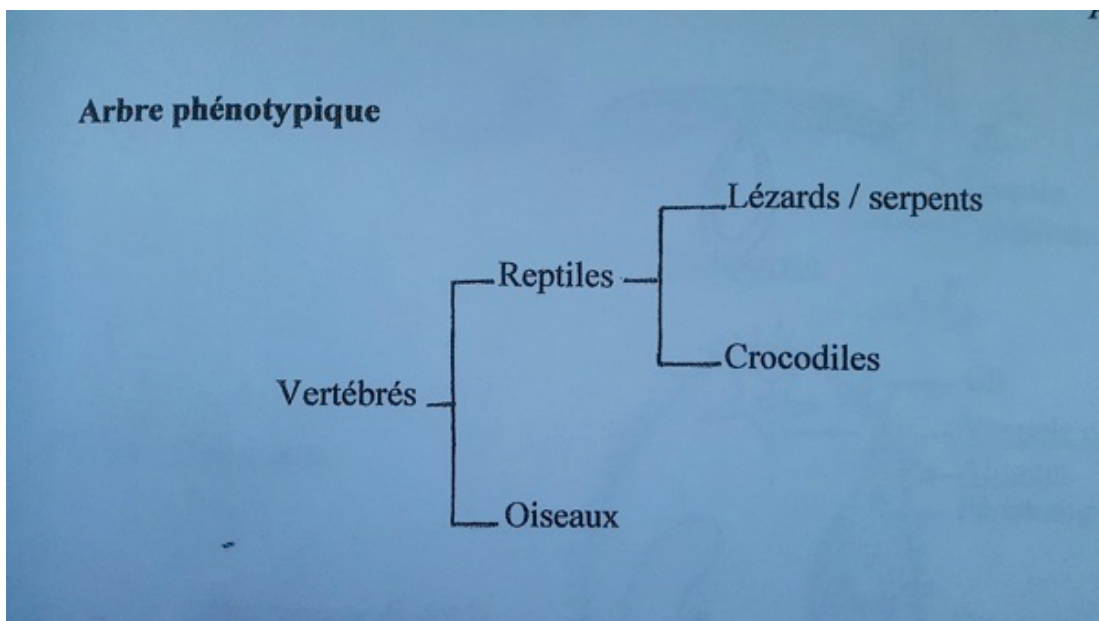 Arbre phénotypique
Lézards / serpents
Reptiles
Crocodiles
Vertébrés
Oiseaux